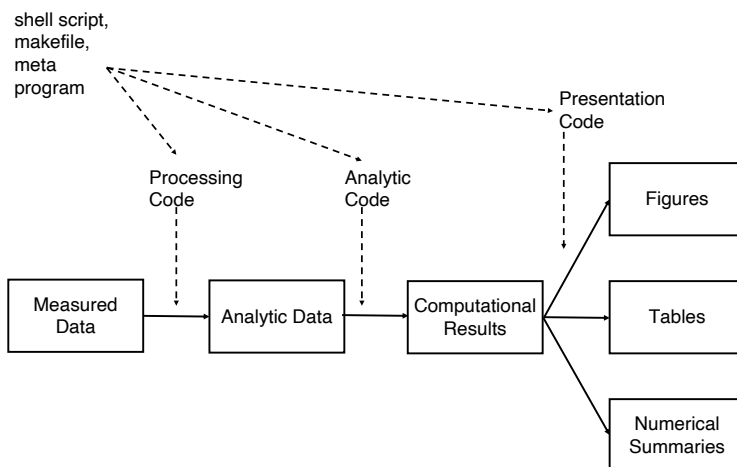 shell script,
makefile,
meta
program
Presentation
Code
Processing
Code
Analytic
Code
Figures
Measured
Data
Analytic Data
Computational
Results
Tables
Numerical
Summaries